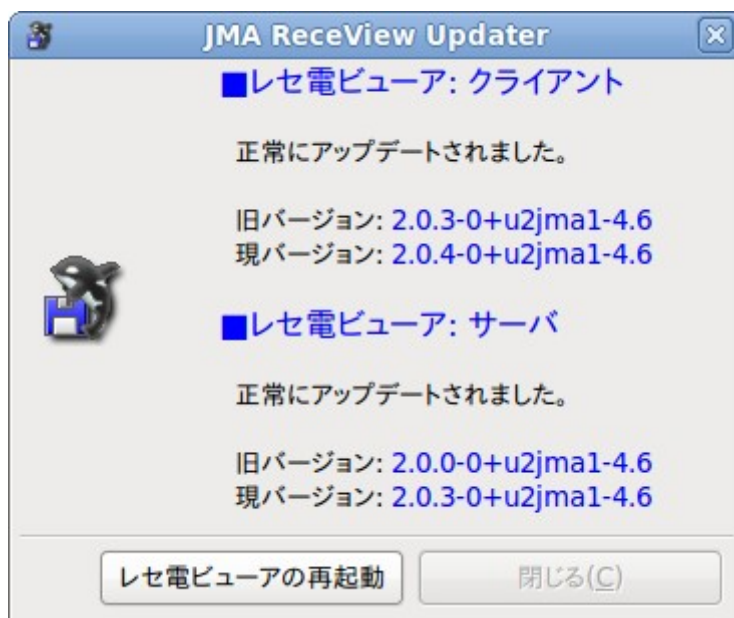 JMA ReceView Updater
■レセ電ビューア: クライアント
正常にアップデートされました。
旧バージョン: 2.0.3-0+u2jma1-4.6
現バージョン: 2.0.4-0+u2jma1-4.6
■レセ電ビューア: サーバ
正常にアップデートされました。
旧バージョン: 2.0.0-0+u2jma1-4.6
現バージョン: 2.0.3-0+u2jma1-4.6
レセ電ビューアの再起動 閉じる(C)